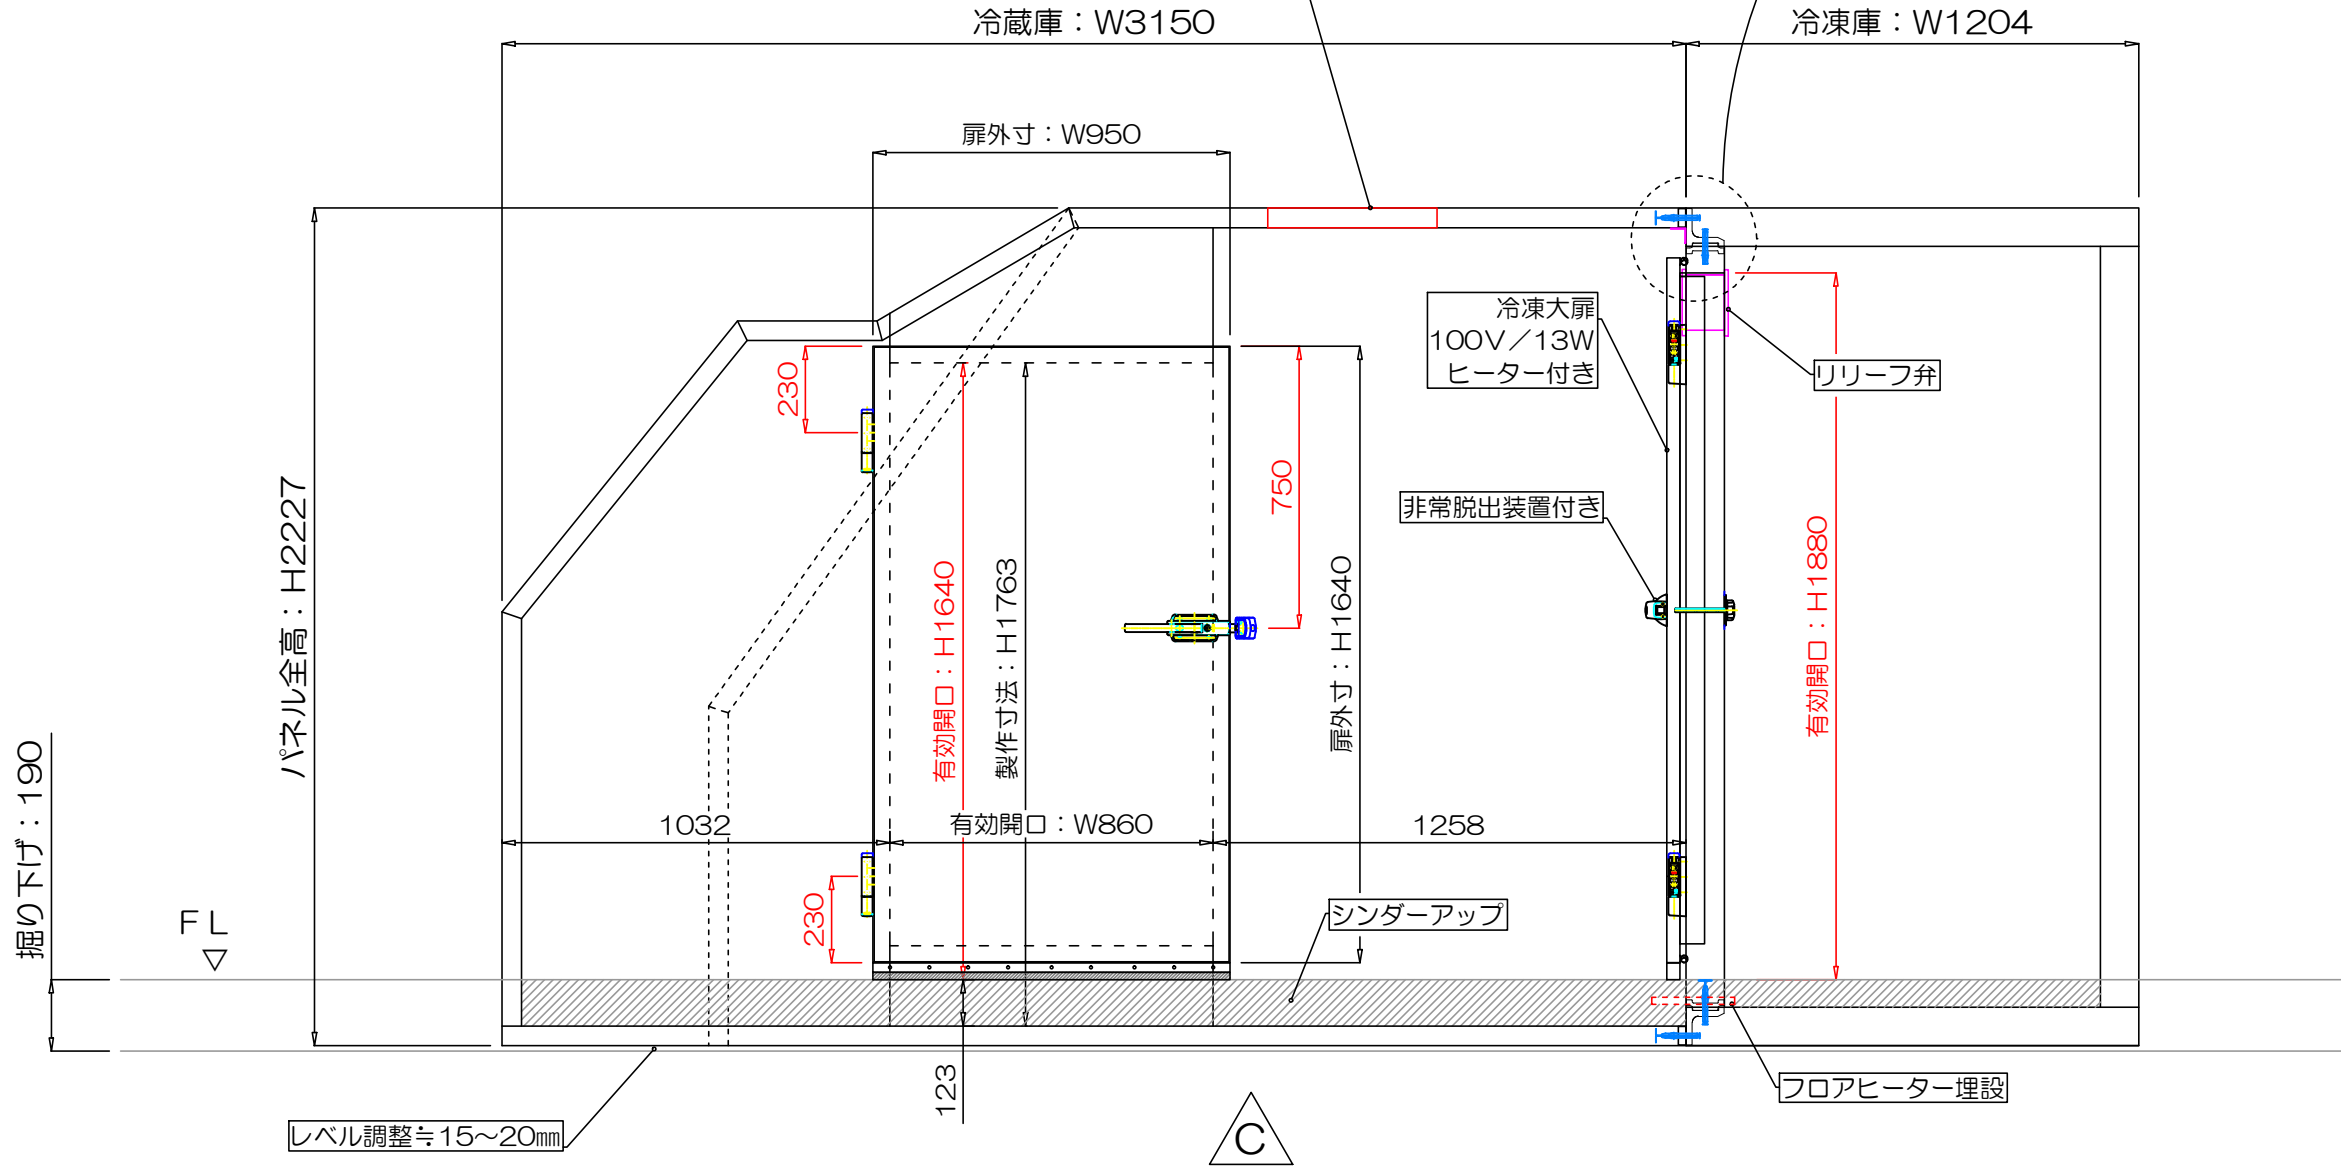 冷蔵庫：W3150
冷凍庫：W1204
扉外寸：W950
パネル全高：H2227
230
冷凍大扉
100V／13W
ヒーター付き
リリーフ弁
750
非常脱出装置付き
有効開口：H1640
製作寸法：H1763
扉外寸：H1640
有効開口：H1880
1032
有効開口：W860
1258
掘り下げ：190
FL
230
シンダーアップ
123
フロアヒーター埋設
レベル調整≒15～20㎜
C